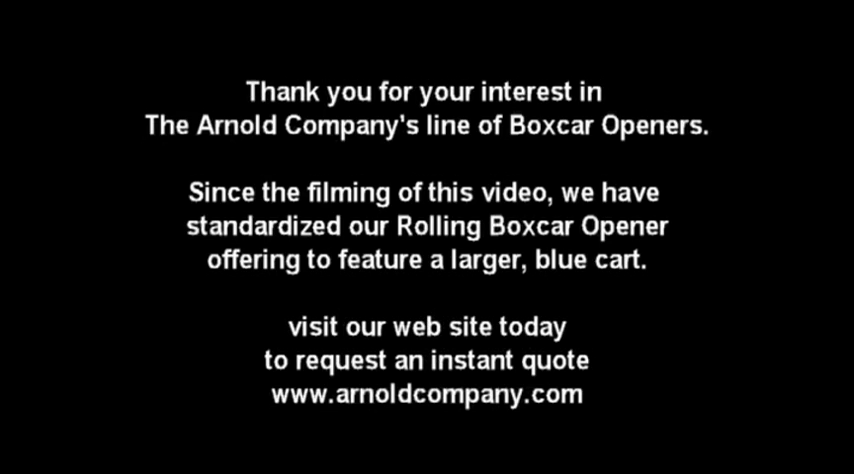 Thank you for your interest in
The Arnold Company's line of Boxcar Openers.
Since the filming of this video, we have
standardized our Rolling Boxcar Opener
offering to feature a larger, blue cart.
visit our web site today
to request an instant quote
www.arnoldcompany.com